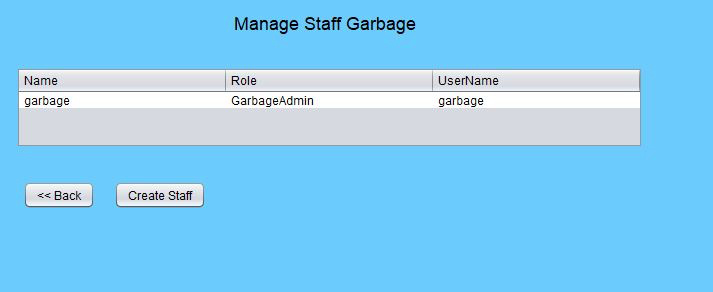 Manage Staff Garbage
Name Role UserName
garbage GarbageAdmin garbage
<< Back Create Staff